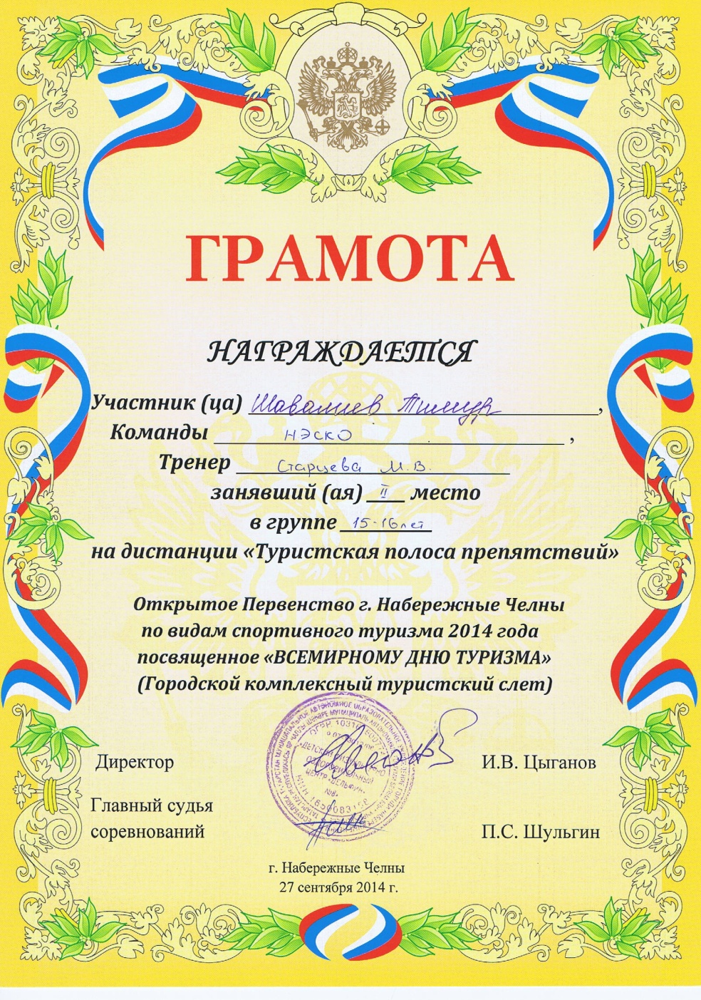 ГРАМОТА
НАГРАЖДАЕТСЯ
Участник (ца) Шавалиев Тимур,
Команды НЭСКО,
Тренер Старцева М.В.
занявший (ая) II место
в группе 15-16 лет
на дистанции «Туристская полоса препятствий»
Открытое Первенство г. Набережные Челны
по видам спортивного туризма 2014 года
посвященное «ВСЕМИРНОМУ ДНЮ ТУРИЗМА»
(Городской комплексный туристский слет)
Директор И.В. Цыганов
Главный судья
соревнований П.С. Шульгин
г. Набережные Челны
27 сентября 2014 г.